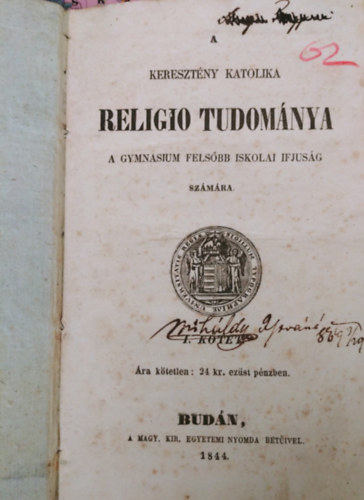 A
KERESZTÉNY KATOLIKA
RELIGIO TUDOMÁNYA
A GYMNASIUM FELSŐBB ISKOLAI IFJUSÁG
SZÁMÁRA.
62
I. KÖTET.
Ára kötetlen: 24 kr. ezüst pénzben.
BUDÁN,
A MAGY. KIR. EGYETEMI NYOMDA BETŰIVEL.
1844.